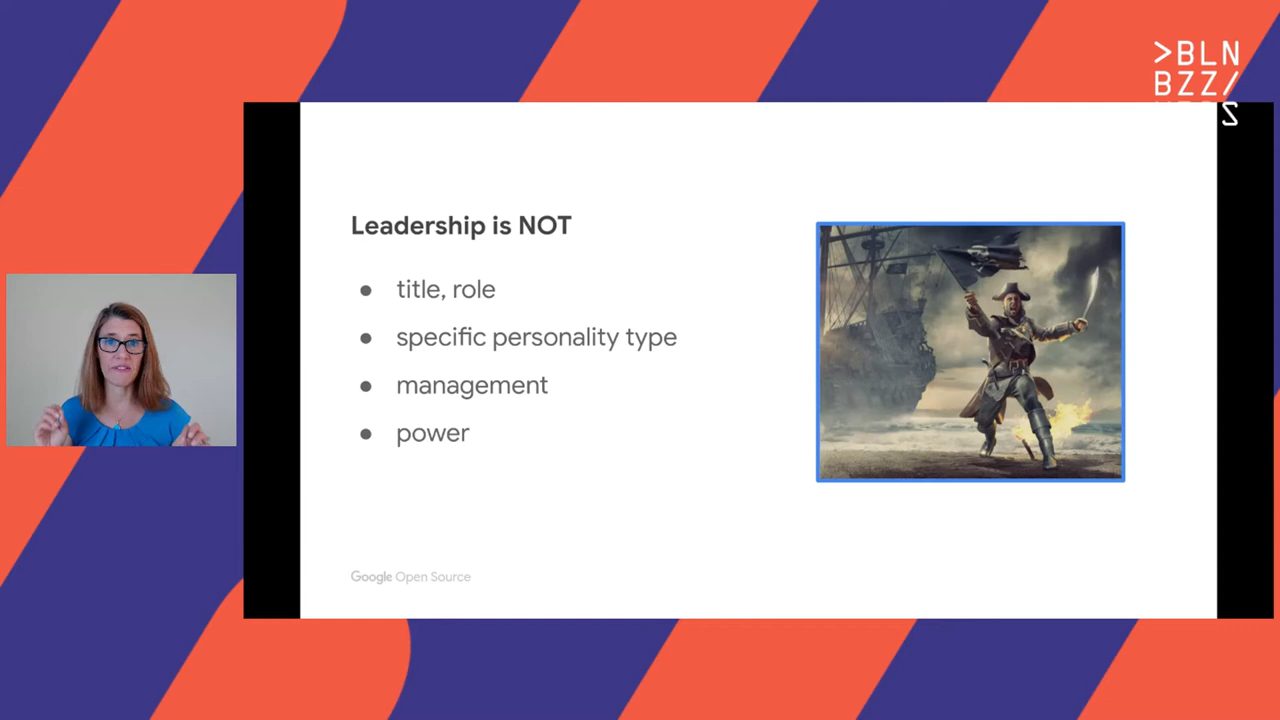 >BLN
BZZ/
Leadership is NOT
● title, role
● specific personality type
● management
● power
Google Open Source